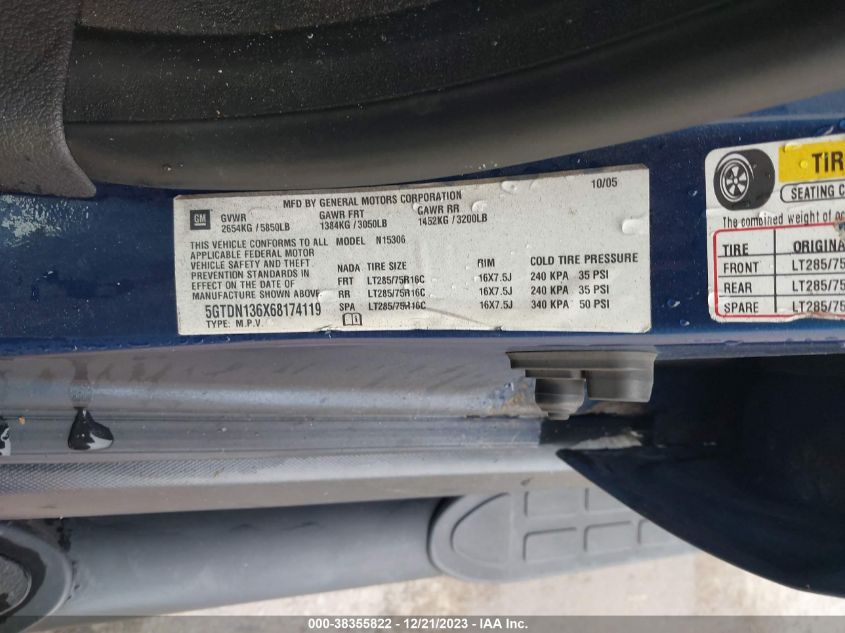 MFD BY GENERAL MOTORS CORPORATION 10/05
GM
GVWR GAWR FRT GAWR RR
2654KG / 5850LB 1384KG / 3050LB 1452KG / 3200LB
THIS VEHICLE CONFORMS TO ALL MODEL N15306
APPLICABLE FEDERAL MOTOR
VEHICLE SAFETY AND THEFT
PREVENTION STANDARDS IN
EFFECT ON THE DATE OF
MANUFACTURE SHOWN ABOVE.
5GTDN136X68174119
TYPE: M.P.V.
NADA TIRE SIZE RIM COLD TIRE PRESSURE
FRT LT285/75R16C 16X7.5J 240 KPA 35 PSI
RR LT285/75R16C 16X7.5J 240 KPA 35 PSI
SPA LT285/75R16C 16X7.5J 340 KPA 50 PSI
TIR
SEATING C
The combined weight of
TIRE ORIGINA
FRONT LT285/75
REAR LT285/75
SPARE LT285/75
000-38355822 - 12/21/2023 - IAA Inc.